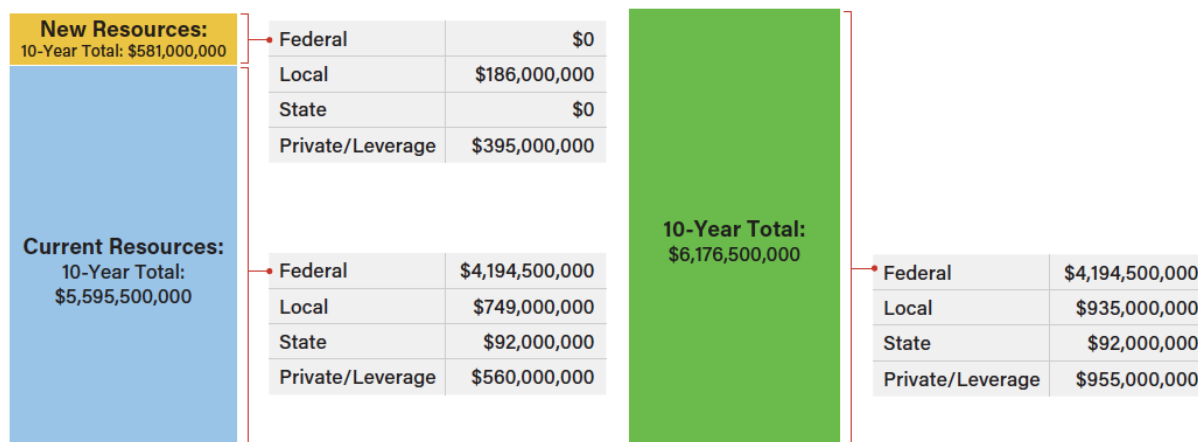 New Resources:
10-Year Total: $581,000,000
Federal $0
Local $186,000,000
State $0
Private/Leverage $395,000,000
Current Resources:
10-Year Total:
$5,595,500,000
Federal $4,194,500,000
Local $749,000,000
State $92,000,000
Private/Leverage $560,000,000
10-Year Total:
$6,176,500,000
Federal $4,194,500,000
Local $935,000,000
State $92,000,000
Private/Leverage $955,000,000